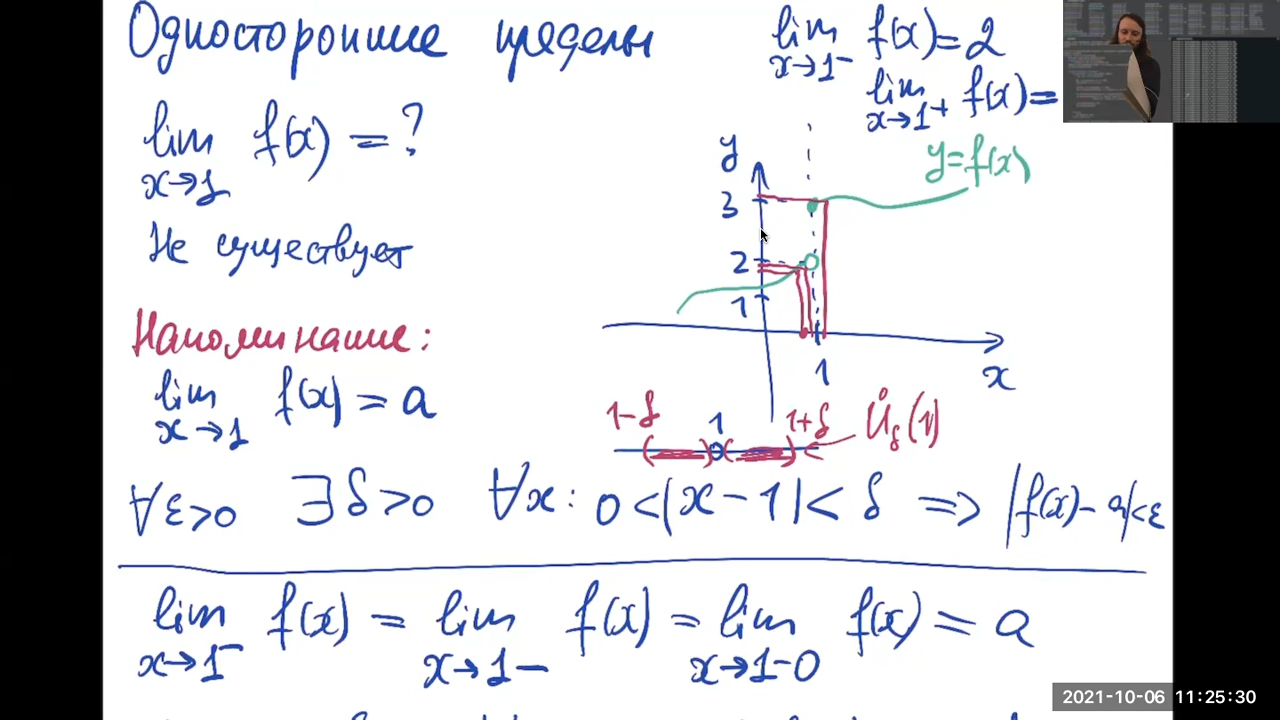 Односторонние пределы
lim f(x) = 2
x→1⁻
lim f(x) =
x→1⁺
lim f(x) = ?
x→1
Не существует
y
y=f(x)
3
2
1
1
x
Напоминание:
lim f(x) = a
x→1
1-δ 1 1+δ Ů_δ(1)
∀ε>0 ∃δ>0 ∀x: 0<|x-1|<δ => |f(x)-a|<ε
lim f(x) = lim f(x) = lim f(x) = a
x→1⁻ x→1- x→1-0
2021-10-06 11:25:30